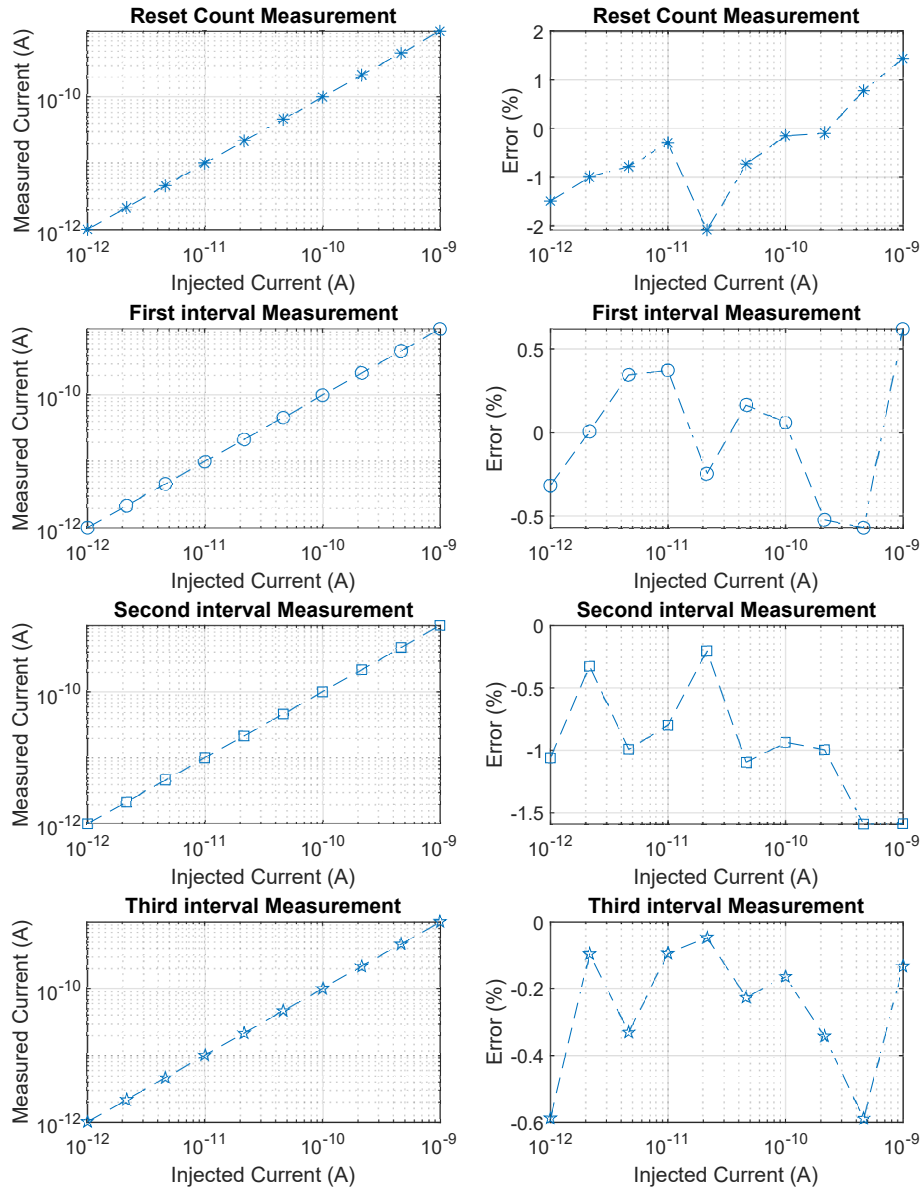 Reset Count Measurement
Measured Current (A)
10^-10
10^-12
10^-12 10^-11 10^-10 10^-9
Injected Current (A)
Reset Count Measurement
Error (%)
2
1
0
-1
-2
10^-12 10^-11 10^-10 10^-9
Injected Current (A)
First interval Measurement
Measured Current (A)
10^-10
10^-12
10^-12 10^-11 10^-10 10^-9
Injected Current (A)
First interval Measurement
Error (%)
0.5
0
-0.5
10^-12 10^-11 10^-10 10^-9
Injected Current (A)
Second interval Measurement
Measured Current (A)
10^-10
10^-12
10^-12 10^-11 10^-10 10^-9
Injected Current (A)
Second interval Measurement
Error (%)
0
-0.5
-1.0
-1.5
10^-12 10^-11 10^-10 10^-9
Injected Current (A)
Third interval Measurement
Measured Current (A)
10^-10
10^-12
10^-12 10^-11 10^-10 10^-9
Injected Current (A)
Third interval Measurement
Error (%)
0
-0.2
-0.4
-0.6
10^-12 10^-11 10^-10 10^-9
Injected Current (A)